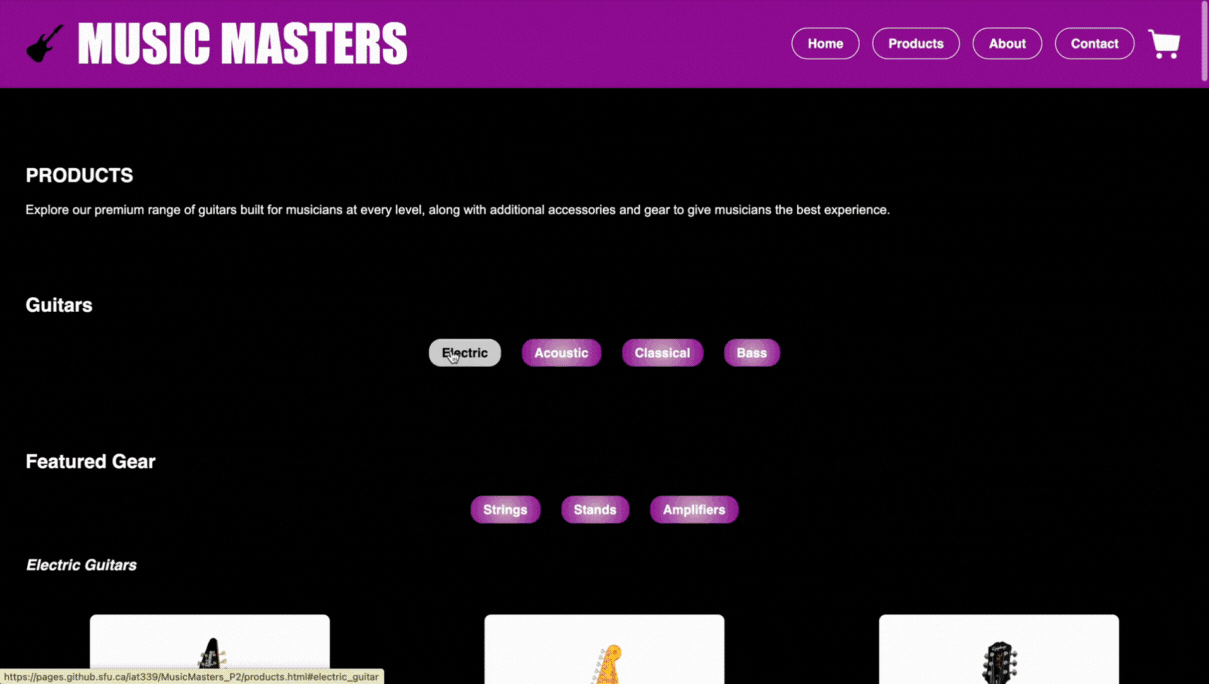 MUSIC MASTERS
Home Products About Contact
PRODUCTS
Explore our premium range of guitars built for musicians at every level, along with additional accessories and gear to give musicians the best experience.
Guitars
Electric Acoustic Classical Bass
Featured Gear
Strings Stands Amplifiers
Electric Guitars
https://pages.github.sfu.ca/iat339/MusicMasters_P2/products.html#electric_guitar